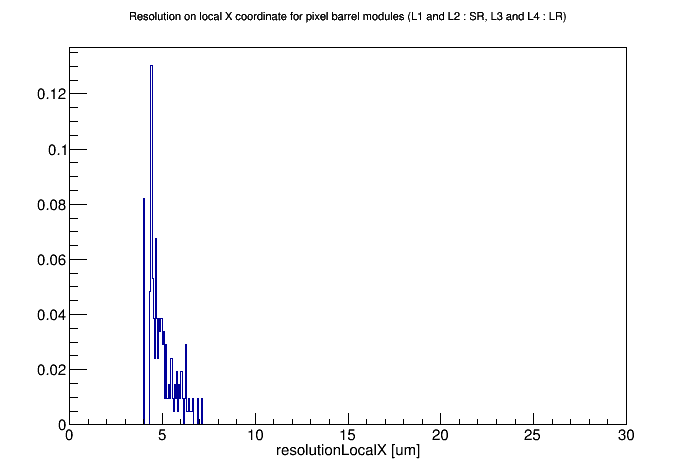 Resolution on local X coordinate for pixel barrel modules (L1 and L2 : SR, L3 and L4 : LR)
0.12
0.1
0.08
0.06
0.04
0.02
0
0 5 10 15 20 25 30
resolutionLocalX [um]